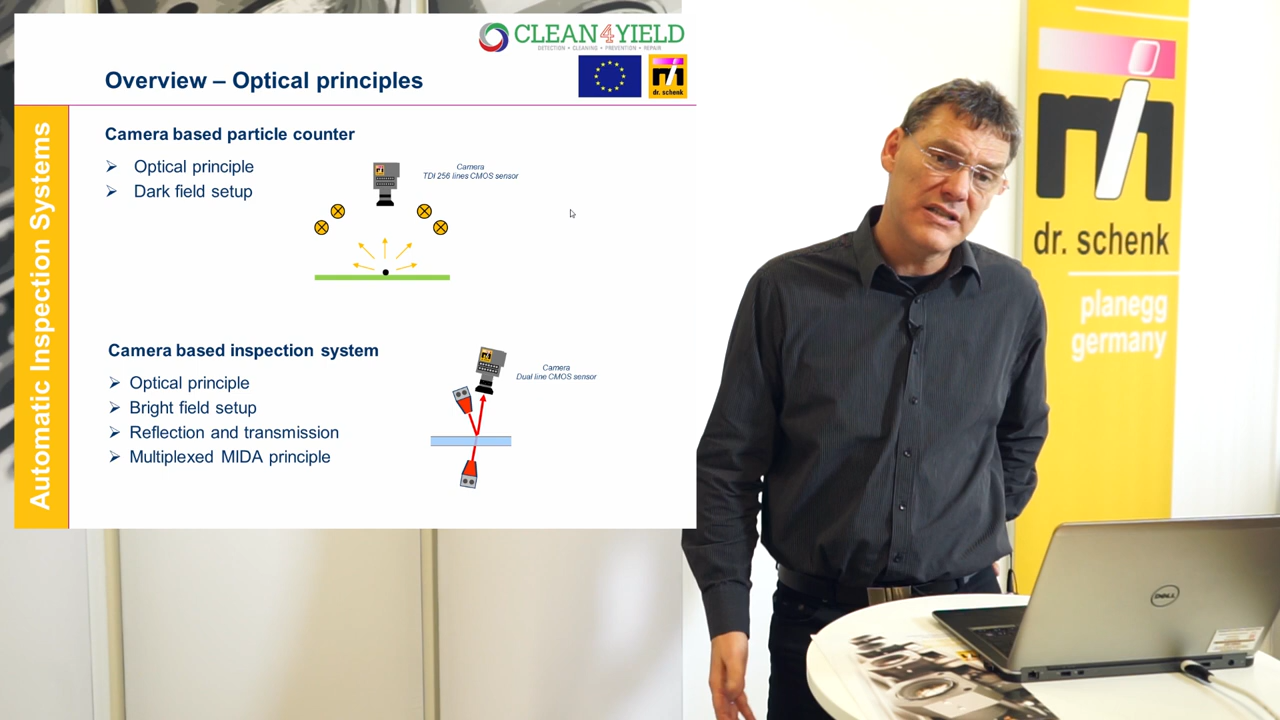 CLEAN4YIELD
DETECTION • CLEANING • PREVENTION • REPAIR
Overview – Optical principles
dr. schenk
Automatic Inspection Systems
Camera based particle counter
Optical principle
Dark field setup
Camera
TDI 256 lines CMOS sensor
Camera based inspection system
Optical principle
Bright field setup
Reflection and transmission
Multiplexed MIDA principle
Camera
Dual line CMOS sensor
dr. schenk
planegg
germany
DELL